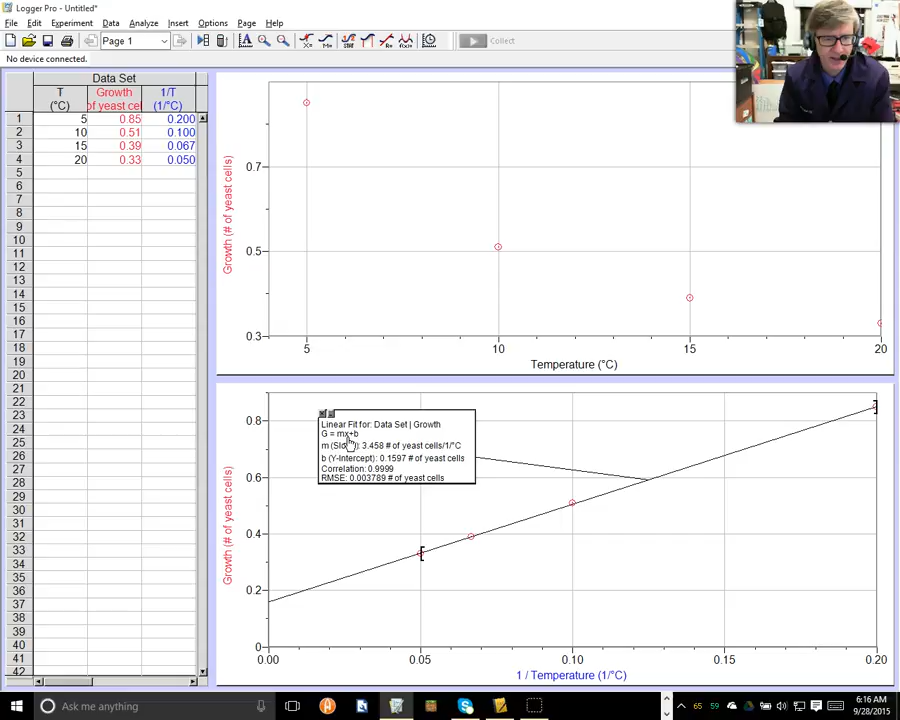 Logger Pro - Untitled*
File Experiment Data Analyze Insert Options Page Help
Page 1
Collect
No device connected.
Data Set
T Growth 1/T
(°C) of yeast cel (1/°C)
1 5 0.85 0.200
2 10 0.51 0.100
3 15 0.39 0.067
4 20 0.33 0.050
5
6
7
8
9
10
11
12
13
14
15
16
17
18
19
20
21
22
23
24
25
26
27
28
29
30
31
32
33
34
35
36
37
38
39
40
41
42
Growth (# of yeast cells)
0.7
0.5
0.3
5 10 15 20
Temperature (°C)
Growth (# of yeast cells)
0.8
0.6
0.4
0.2
0
Linear Fit for: Data Set | Growth
G = mx+b
m (Slope): 3.458 # of yeast cells/1/°C
b (Y-Intercept): 0.1597 # of yeast cells
Correlation: 0.9999
RMSE: 0.003789 # of yeast cells
0.00 0.05 0.10 0.15 0.20
1 / Temperature (1/°C)
Ask me anything
65 59
6:16 AM
9/28/2015